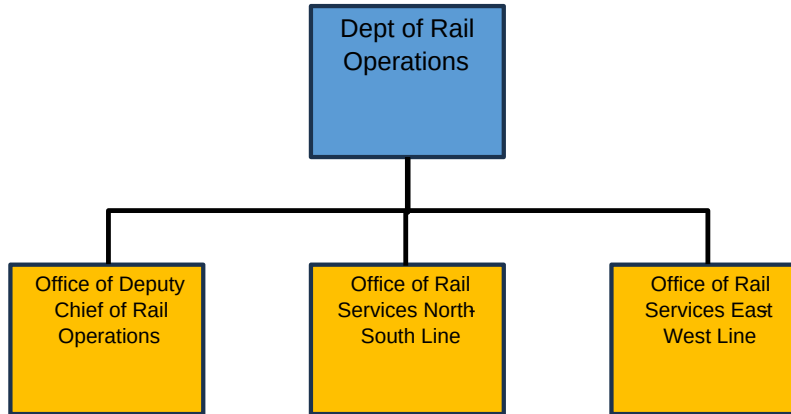 Dept of Rail
Operations
Office of Deputy
Chief of Rail
Operations
Office of Rail
Services North-
South Line
Office of Rail
Services East-
West Line